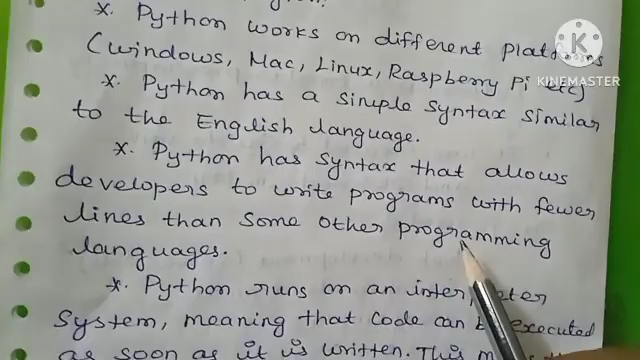 * Python works on different platforms
(windows, Mac, Linux, Raspberry Pi etc)
* Python has a simple syntax similar
to the English language.
* Python has syntax that allows
developers to write programs with fewer
lines than some other programming
languages.
* Python runs on an inter
system, meaning that code can be executed
as soon as it is written. This
K
KINEMASTER